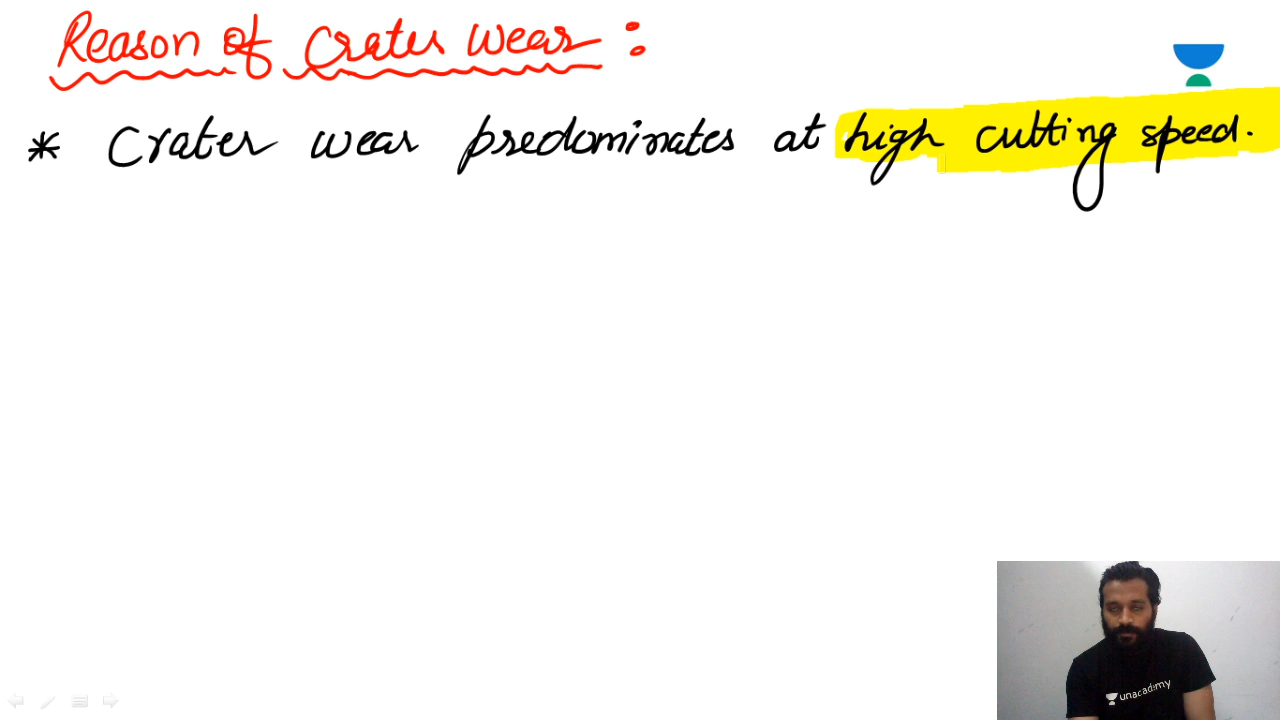 Reason of Crater Wear :
* Crater wear predominates at high cutting speed.
unacademy